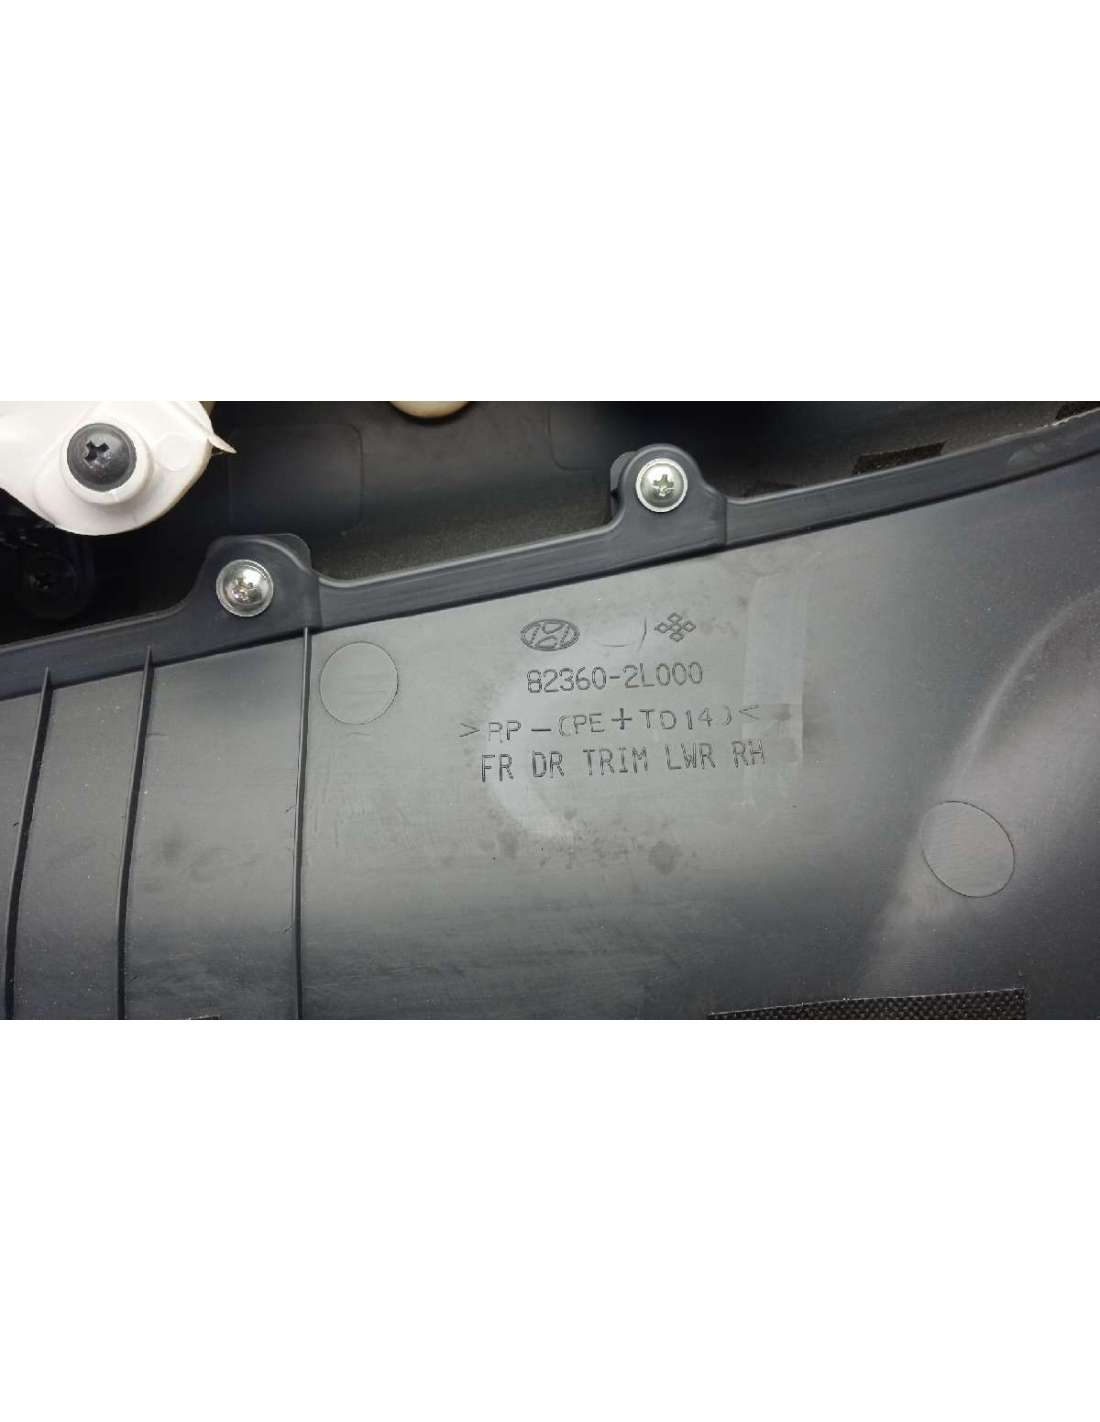 82360-2L000
>PP-(PE+TD14)<
FR DR TRIM LWR RH